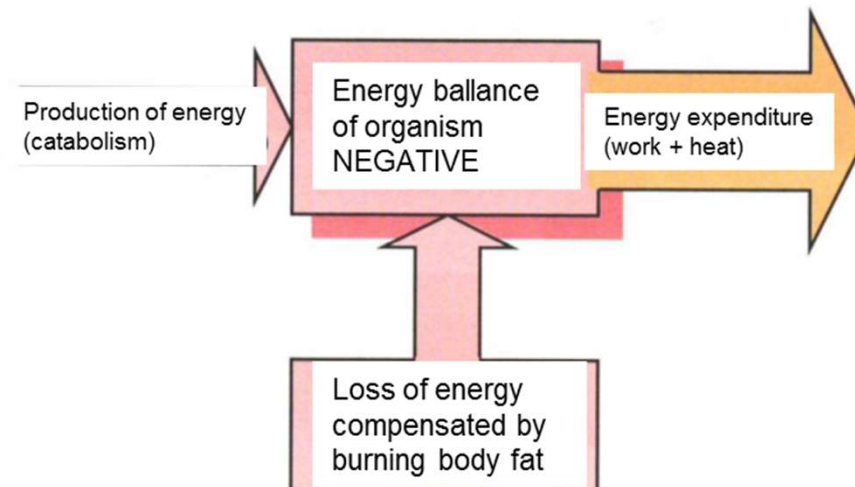 Production of energy
(catabolism)
Energy ballance
of organism
NEGATIVE
Energy expenditure
(work + heat)
Loss of energy
compensated by
burning body fat